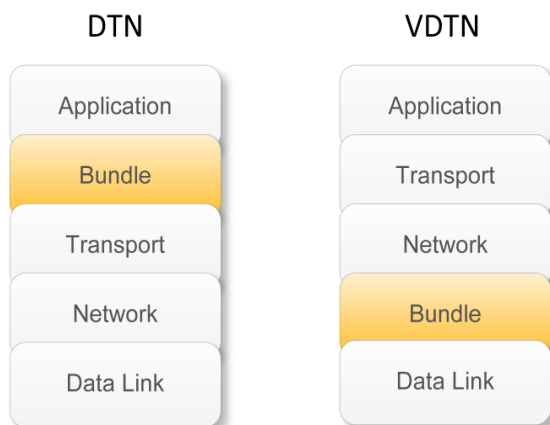 DTN
Application
Bundle
Transport
Network
Data Link
VDTN
Application
Transport
Network
Bundle
Data Link